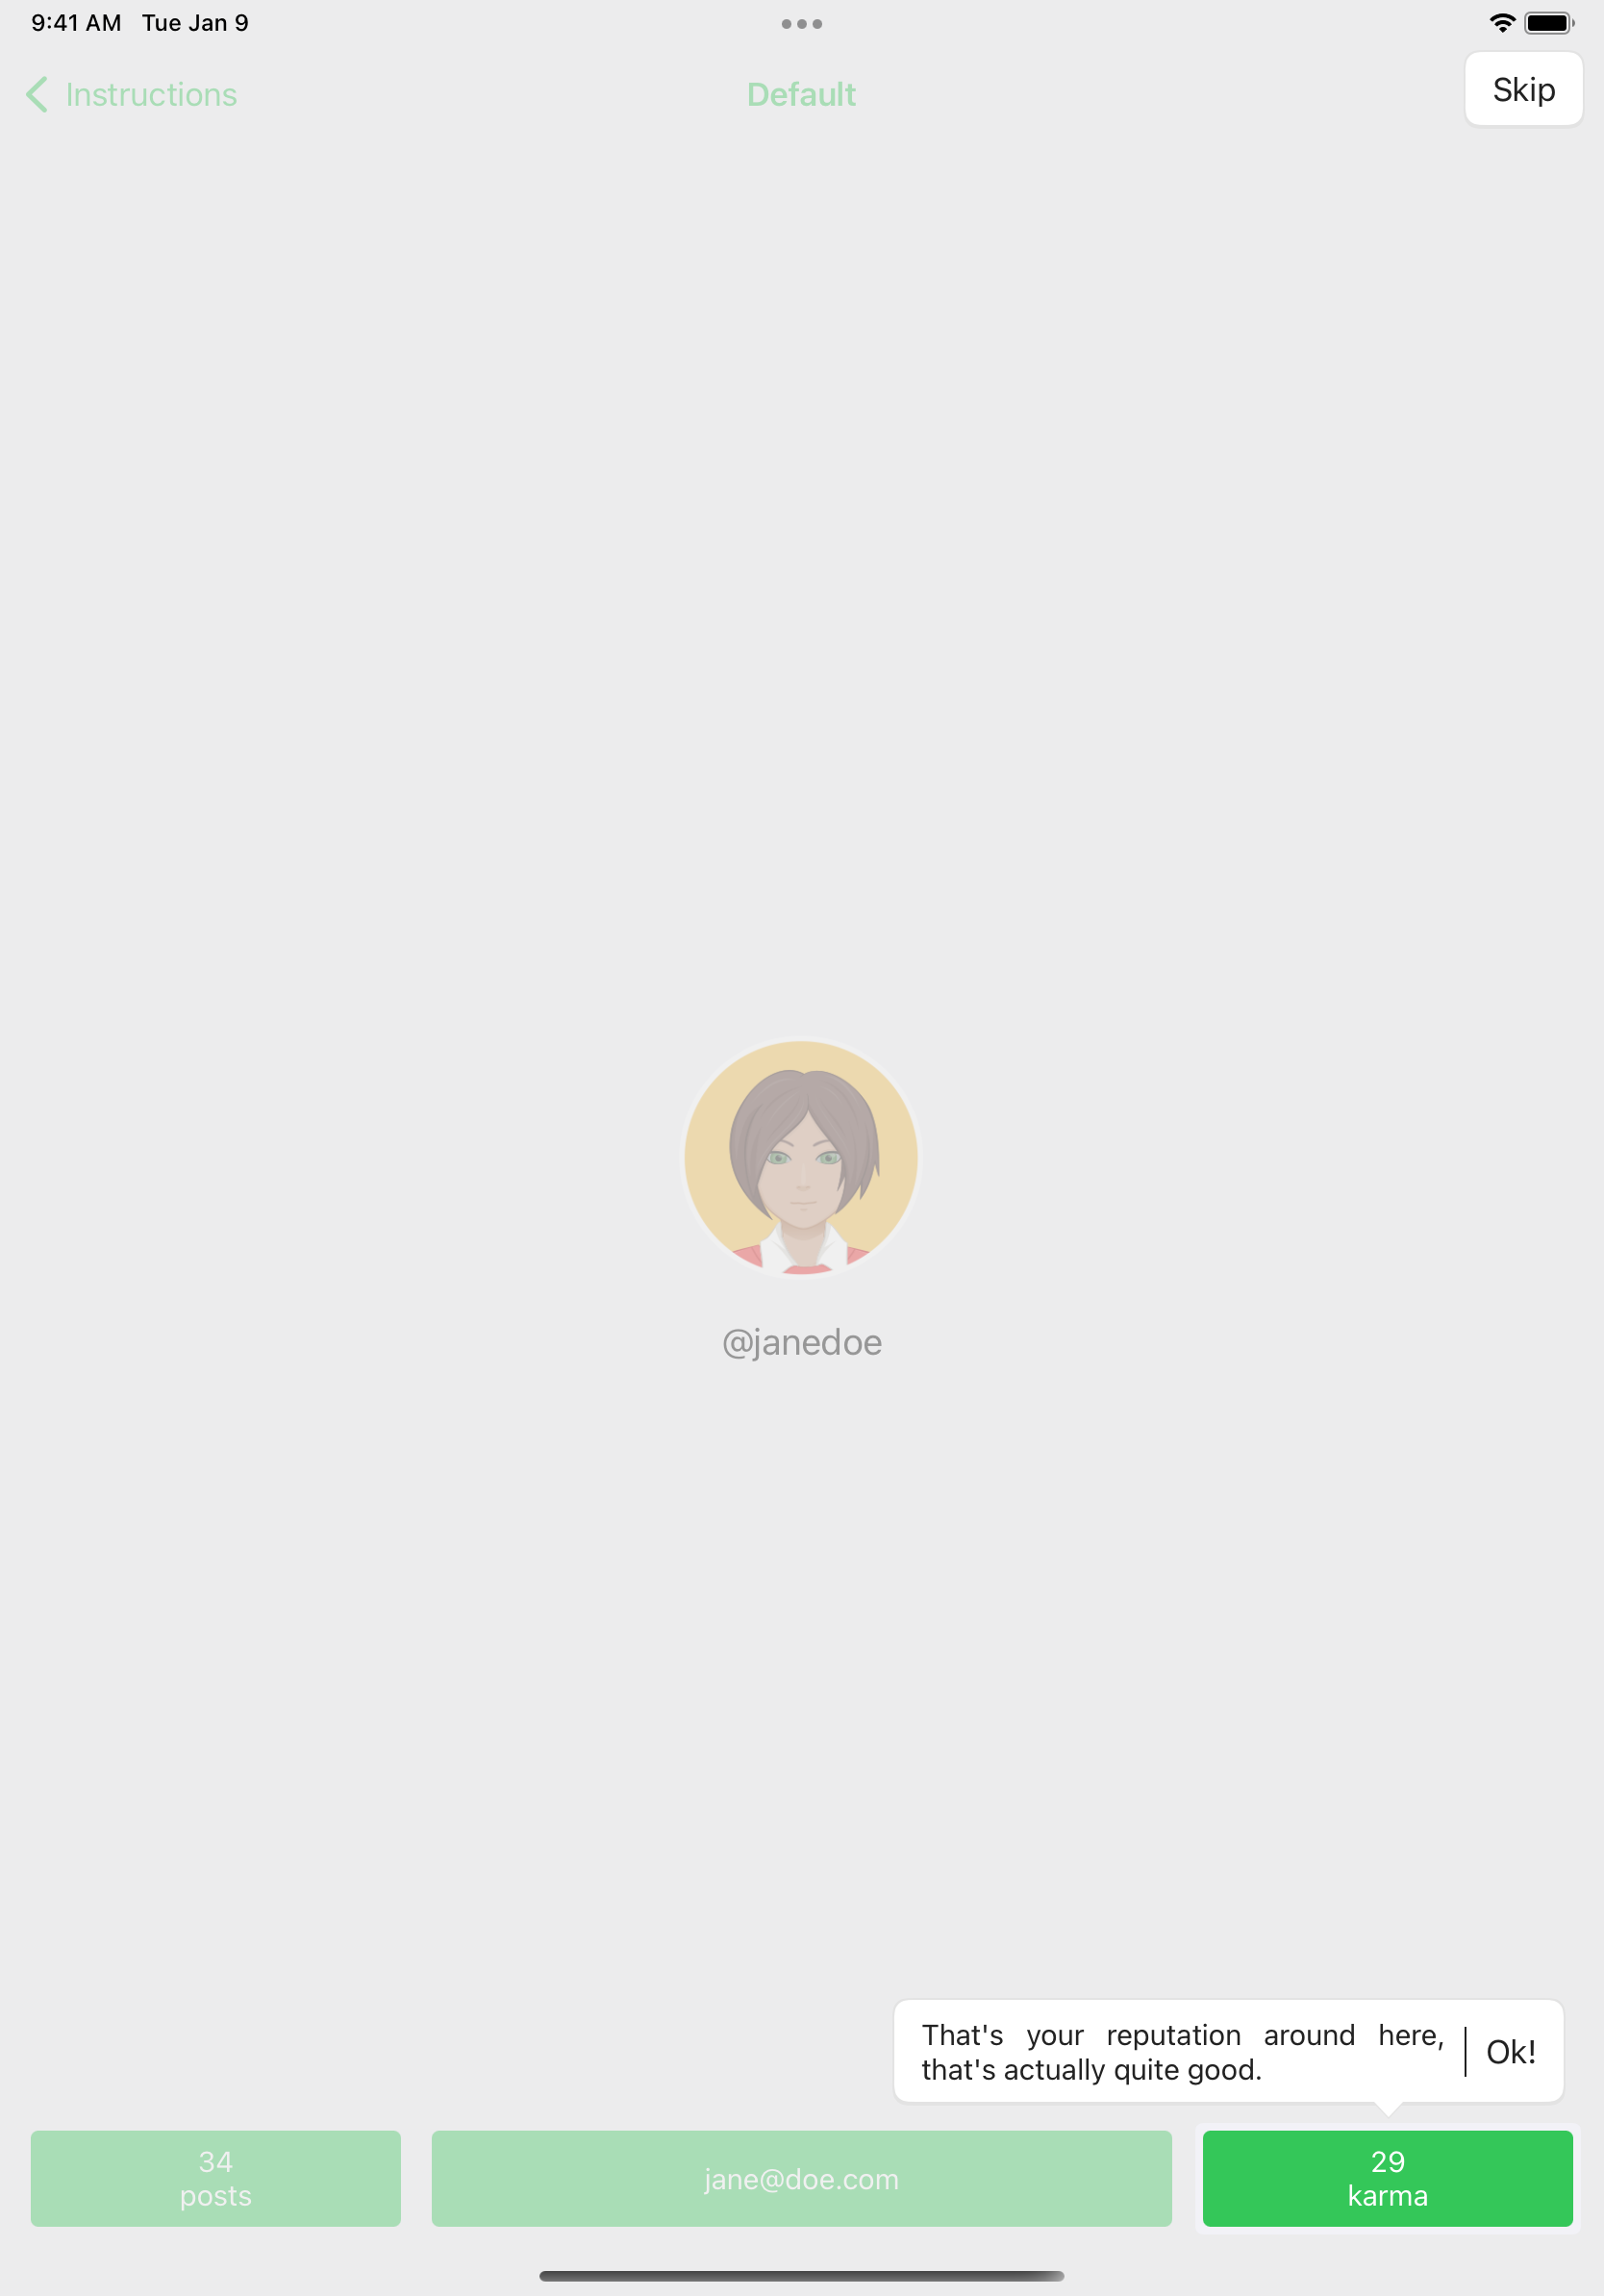 9:41 AM Tue Jan 9
Instructions
Default
Skip
@janedoe
That's your reputation around here,
that's actually quite good.
Ok!
34
posts
jane@doe.com
29
karma